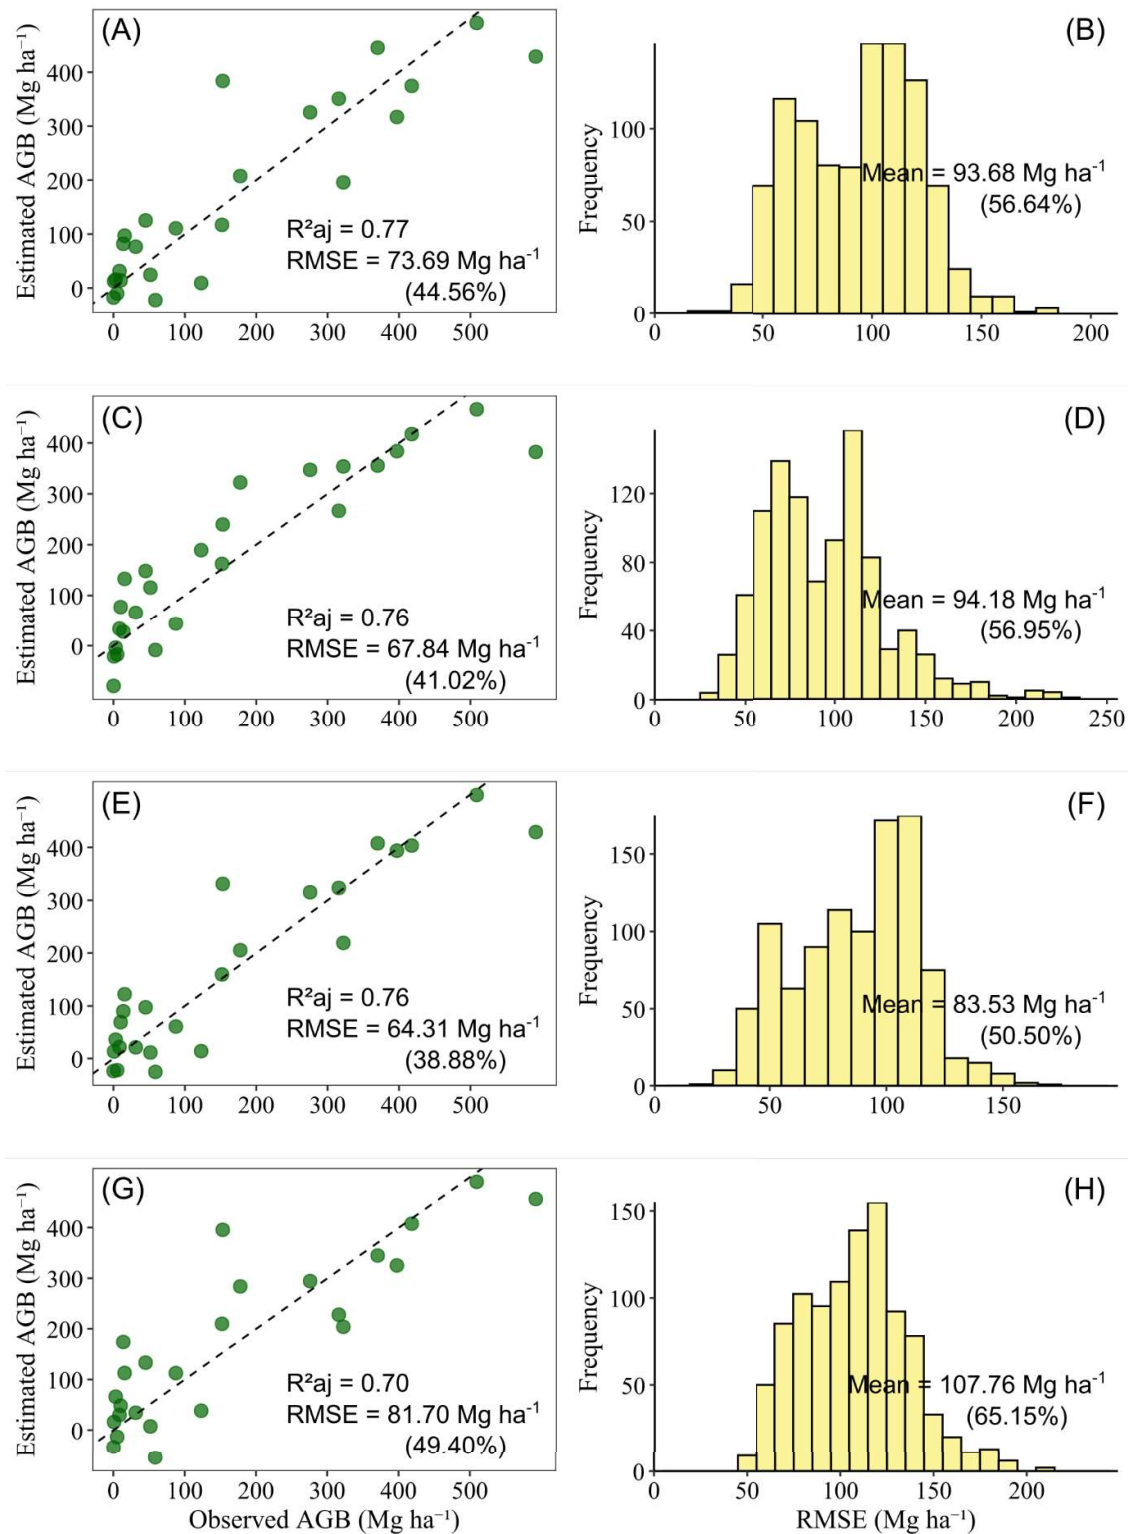 (A)
Estimated AGB (Mg ha⁻¹)
400
300
200
100
0
R²aj = 0.77
RMSE = 73.69 Mg ha⁻¹
(44.56%)
0 100 200 300 400 500
(B)
Frequency
100
50
0
Mean = 93.68 Mg ha⁻¹
(56.64%)
0 50 100 150 200
(C)
Estimated AGB (Mg ha⁻¹)
400
300
200
100
0
R²aj = 0.76
RMSE = 67.84 Mg ha⁻¹
(41.02%)
0 100 200 300 400 500
(D)
Frequency
120
80
40
0
Mean = 94.18 Mg ha⁻¹
(56.95%)
0 50 100 150 200 250
(E)
Estimated AGB (Mg ha⁻¹)
400
300
200
100
0
R²aj = 0.76
RMSE = 64.31 Mg ha⁻¹
(38.88%)
0 100 200 300 400 500
(F)
Frequency
150
100
50
0
Mean = 83.53 Mg ha⁻¹
(50.50%)
0 50 100 150
(G)
Estimated AGB (Mg ha⁻¹)
400
300
200
100
0
R²aj = 0.70
RMSE = 81.70 Mg ha⁻¹
(49.40%)
0 100 200 300 400 500
Observed AGB (Mg ha⁻¹)
(H)
Frequency
150
100
50
0
Mean = 107.76 Mg ha⁻¹
(65.15%)
0 50 100 150 200
RMSE (Mg ha⁻¹)